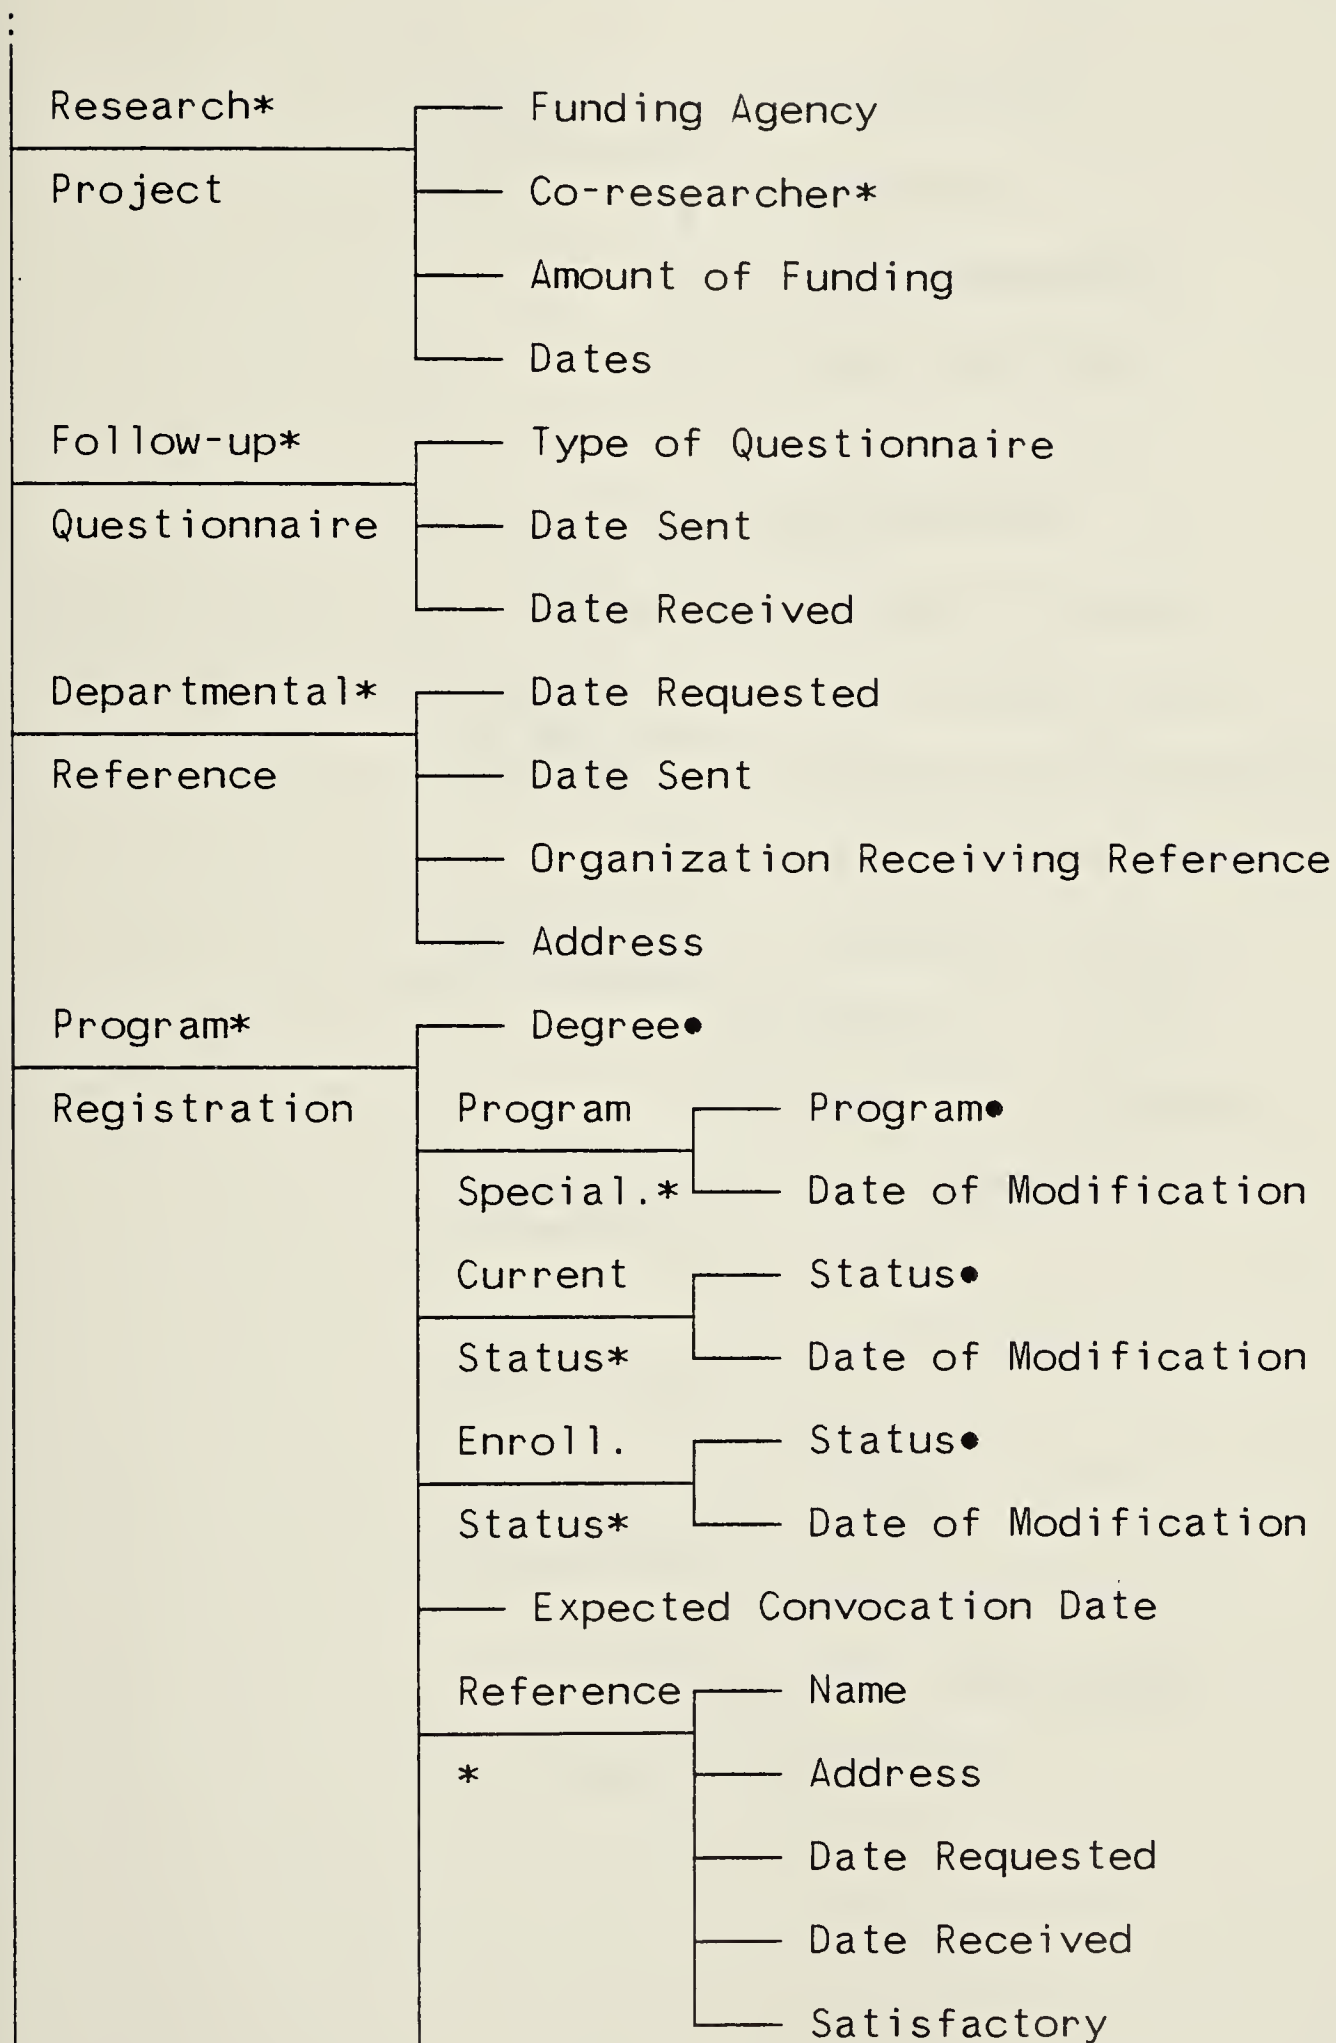 Research*
Funding Agency
Project
Co-researcher*
Amount of Funding
Dates
Follow-up*
Type of Questionnaire
Questionnaire
Date Sent
Date Received
Departmental*
Date Requested
Reference
Date Sent
Organization Receiving Reference
Address
Program*
Degree•
Registration
Program
Program•
Special.*
Date of Modification
Current
Status•
Status*
Date of Modification
Enroll.
Status•
Status*
Date of Modification
Expected Convocation Date
Reference
Name
*
Address
Date Requested
Date Received
Satisfactory